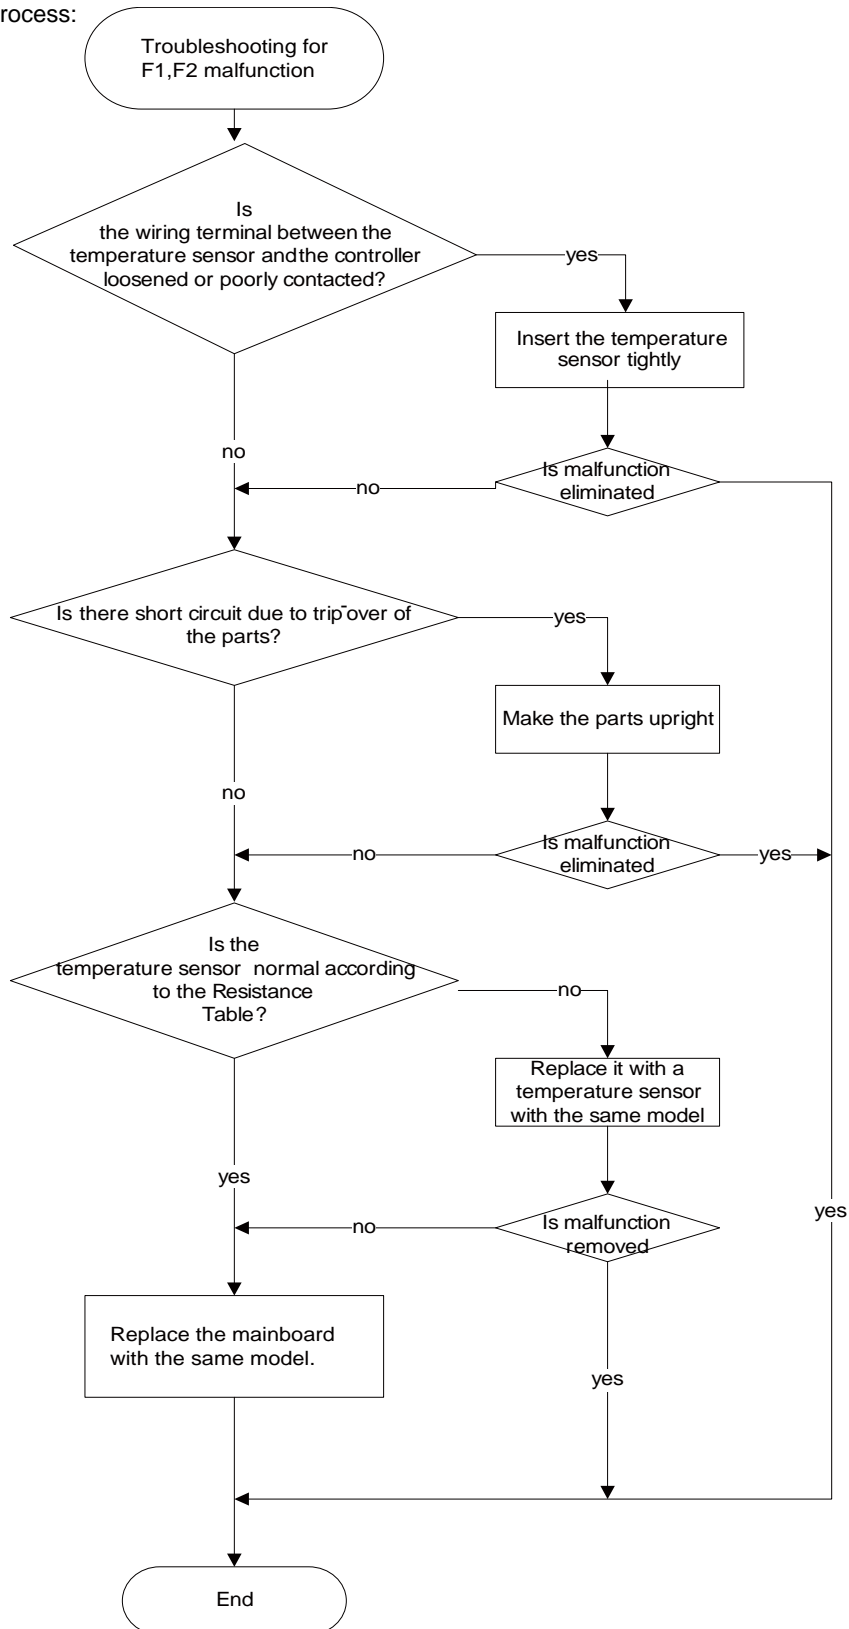 rocess:
Troubleshooting for
F1,F2 malfunction
Is
the wiring terminal between the
temperature sensor and the controller
loosened or poorly contacted?
yes
Insert the temperature
sensor tightly
no
Is malfunction
eliminated
no
Is there short circuit due to trip-over of
the parts?
yes
Make the parts upright
no
Is malfunction
eliminated
no
yes
Is the
temperature sensor normal according
to the Resistance
Table?
no
Replace it with a
temperature sensor
with the same model
yes
Is malfunction
removed
no
yes
Replace the mainboard
with the same model.
yes
End